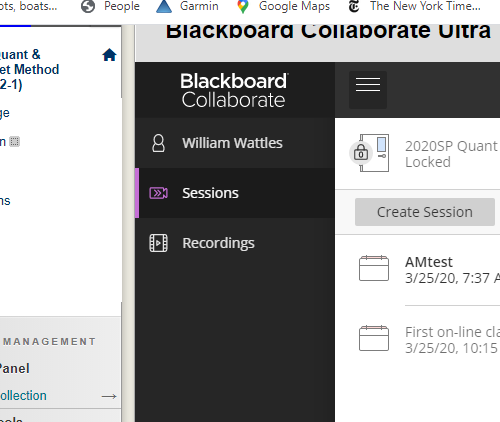 ots, boats... People Garmin Google Maps The New York Time...
Blackboard Collaborate Ultra
uant &
et Method
2-1)
ge
n
ns
MANAGEMENT
Panel
ollection
ools
Blackboard
Collaborate
William Wattles
Sessions
Recordings
2020SP Quant
Locked
Create Session
AMtest
3/25/20, 7:37 A
First on-line cla
3/25/20, 10:15